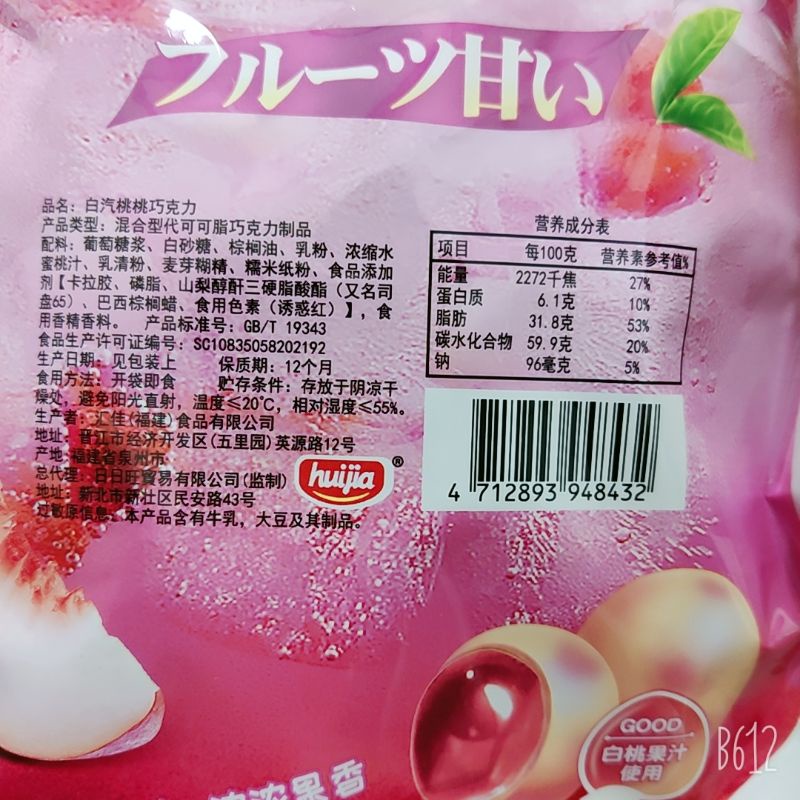 フルーツ甘い
品名：白汽桃桃巧克力
产品类型：混合型代可可脂巧克力制品
配料：葡萄糖浆、白砂糖、棕榈油、乳粉、浓缩水
蜜桃汁、乳清粉、麦芽糊精、糯米纸粉、食品添加
剂【卡拉胶、磷脂、山梨醇酐三硬脂酸酯（又名司
盘65）、巴西棕榈蜡、食用色素（诱惑红）】，食
用香精香料。 产品标准号：GB/T 19343
食品生产许可证编号：SC10835058202192
生产日期：见包装上 保质期：12个月
食用方法：开袋即食 贮存条件：存放于阴凉干
燥处，避免阳光直射，温度≤20℃，相对湿度≤55%。
生产者：汇佳(福建)食品有限公司
地址：晋江市经济开发区(五里园)英源路12号
产地:福建省泉州市
总代理：日日旺貿易有限公司(监制)
地址：新北市新社区民安路43号
过敏原信息：本产品含有牛乳，大豆及其制品。
huijia®
营养成分表
项目 每100克 营养素参考值%
能量 2272千焦 27%
蛋白质 6.1克 10%
脂肪 31.8克 53%
碳水化合物 59.9克 20%
钠 96毫克 5%
4 712893 948432
GOOD
白桃果汁
使用
浓果香
B612